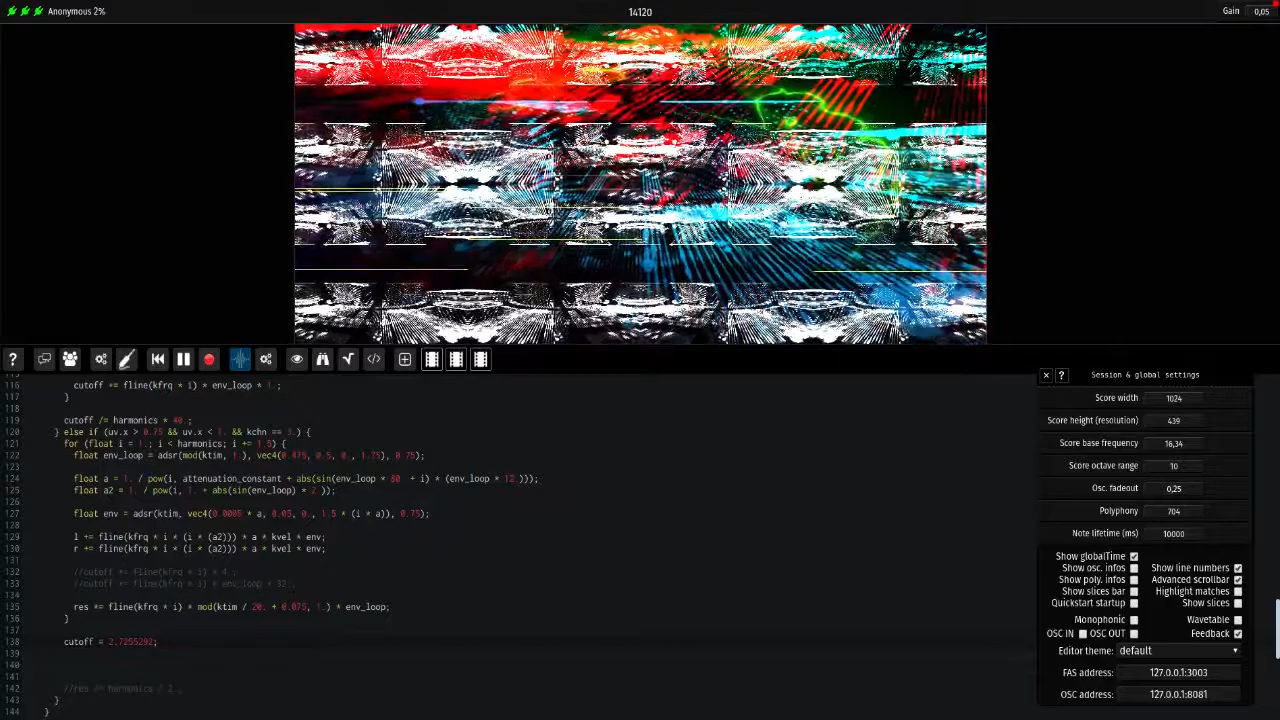 Anonymous 2%
14120
Gain 0,05
?
Session & global settings
Score width 1024
Score height (resolution) 439
Score base frequency 16,34
Score octave range 10
Osc. fadeout 0,25
Polyphony 704
Note lifetime (ms) 10000
Show globalTime
Show osc. infos Show line numbers
Show poly. infos Advanced scrollbar
Show slices bar Highlight matches
Quickstart startup Show slices
Monophonic Wavetable
OSC IN OSC OUT Feedback
Editor theme: default
FAS address: 127.0.0.1:3003
OSC address: 127.0.0.1:8081
116 cutoff += fline(kfrq * i) * env_loop * 1.;
117 }
118
119 cutoff /= harmonics * 40.;
120 } else if (uv.x > 0.75 && uv.x < 1. && kchn == 3.) {
121 for (float i = 1.; i < harmonics; i += 1.5) {
122 float env_loop = adsr(mod(ktim, 1.), vec4(0.475, 0.5, 0., 1.75), 0.75);
123
124 float a = 1. / pow(i, attenuation_constant + abs(sin(env_loop * 80. + i) * (env_loop * 12.)));
125 float a2 = 1. / pow(i, 1. + abs(sin(env_loop) * 2.));
126
127 float env = adsr(ktim, vec4(0.0005 * a, 0.05, 0., 1.5 * (i * a)), 0.75);
128
129 l += fline(kfrq * i * (i * (a2))) * a * kvel * env;
130 r += fline(kfrq * i * (i * (a2))) * a * kvel * env;
131
132 //cutoff += fline(kfrq * i) * 4.;
133 //cutoff += fline(kfrq * i) * env_loop * 32.;
134
135 res += fline(kfrq * i) * mod(ktim / 20. + 0.075, 1.) * env_loop;
136 }
137
138 cutoff = 2.7255292;
139
140
141
142 //res /= harmonics / 2.;
143 }
144 }